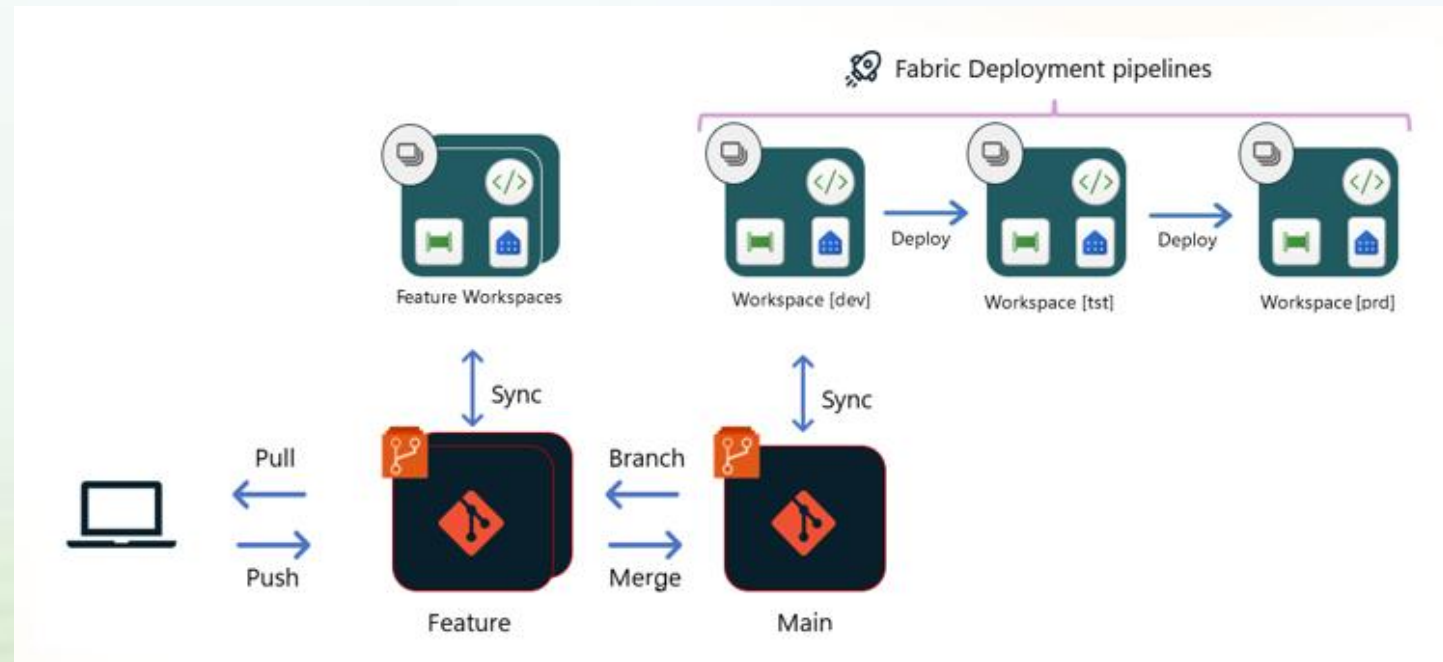 Fabric Deployment pipelines
</>
</>
</>
</>
Deploy
Deploy
Feature Workspaces
Workspace [dev]
Workspace [tst]
Workspace [prd]
Sync
Sync
Pull
Branch
Push
Merge
Feature
Main